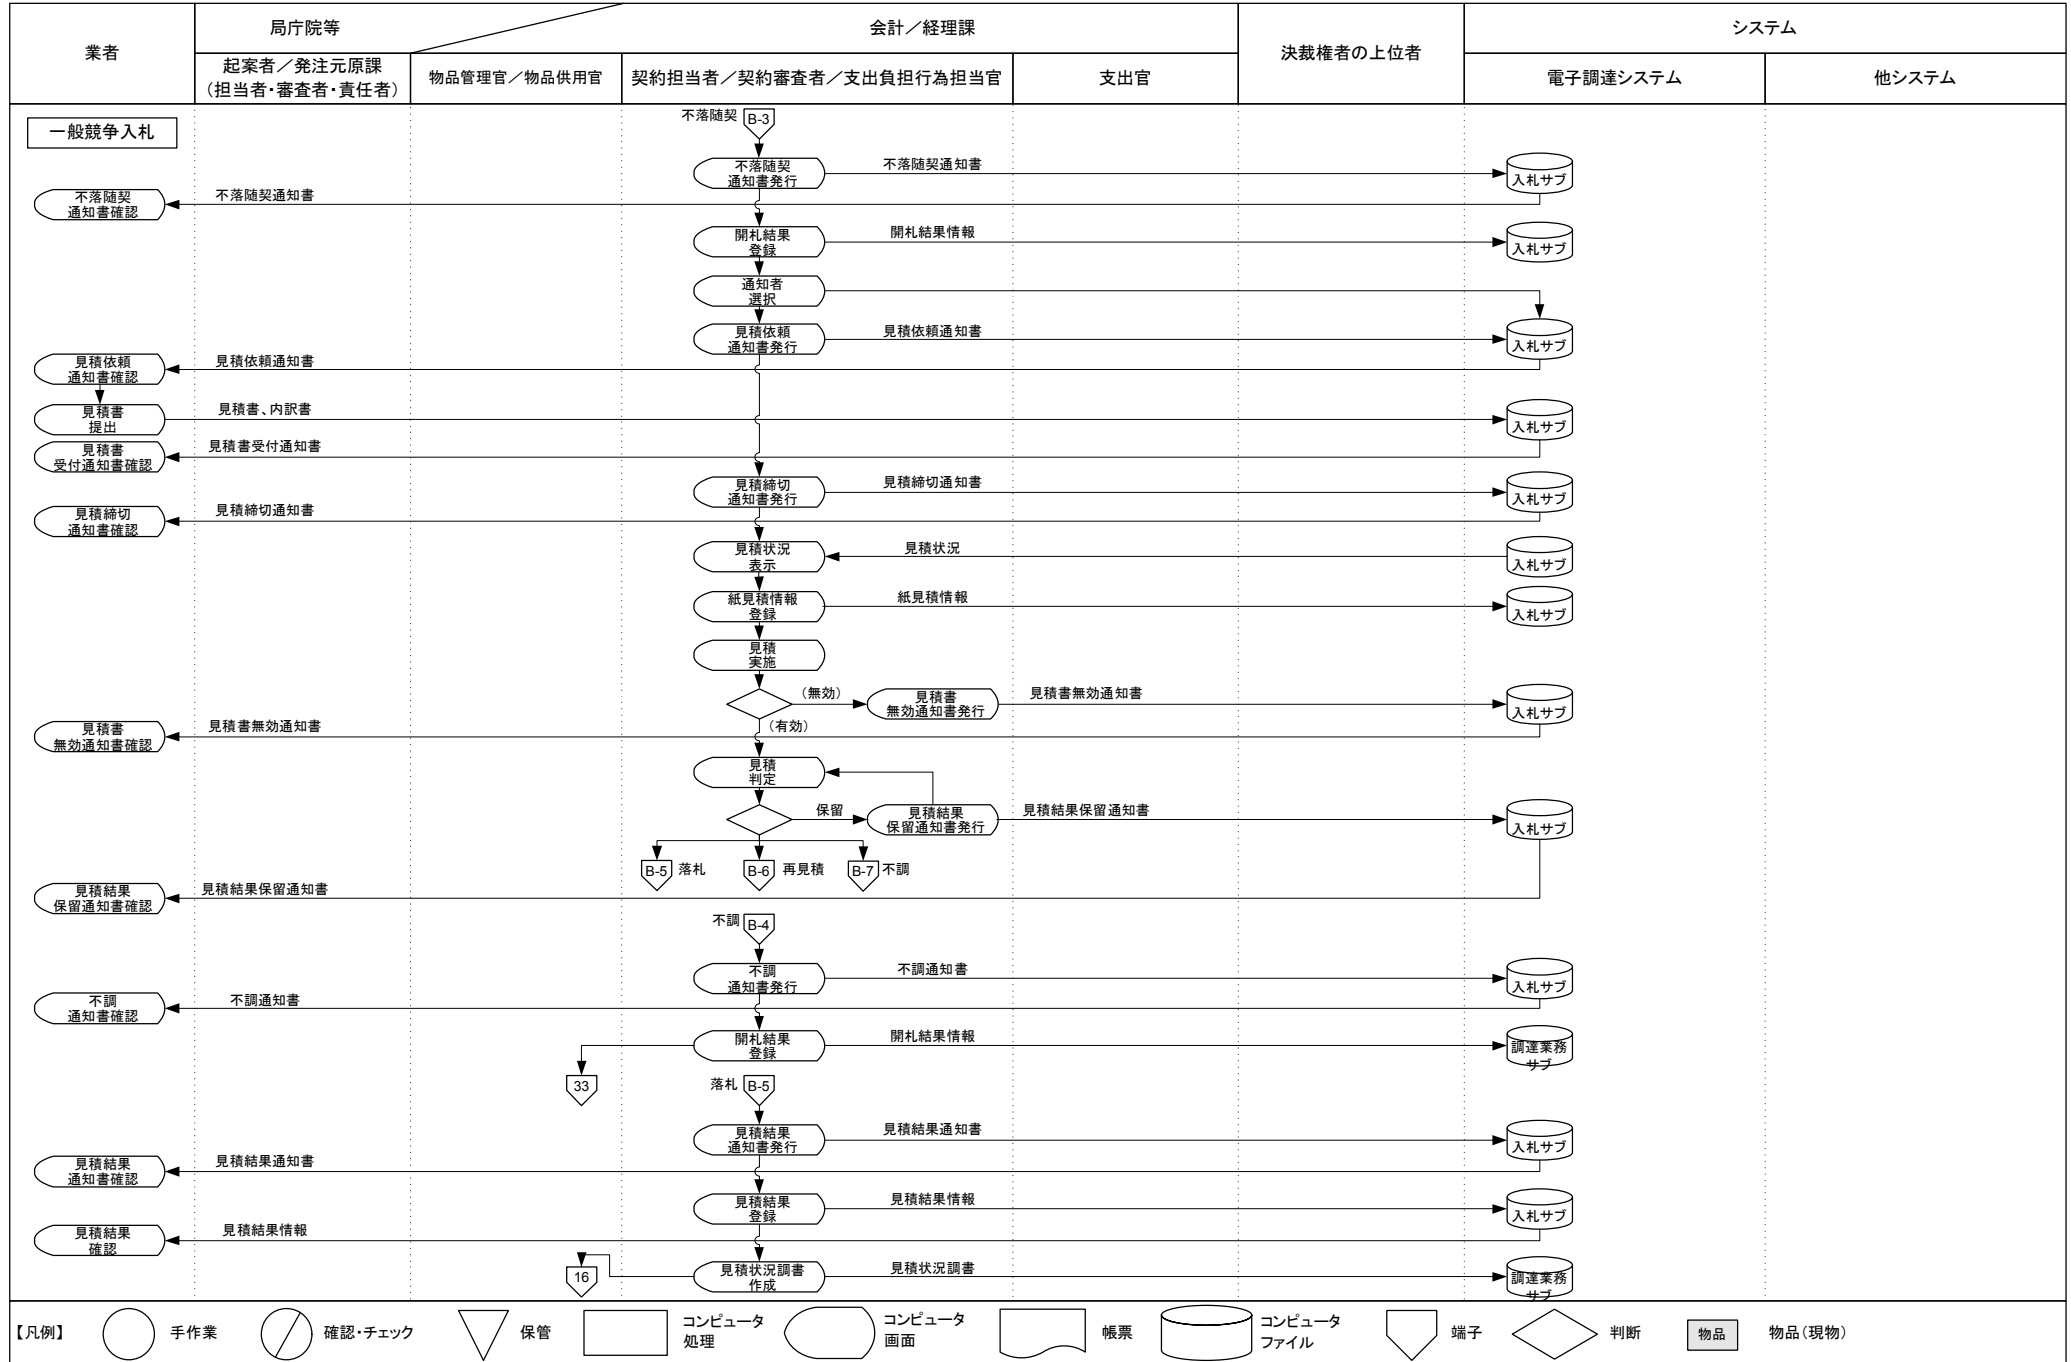 業者
局庁院等
会計／経理課
決裁権者の上位者
システム
起案者／発注元原課
（担当者・審査者・責任者）
物品管理官／物品供用官
契約担当者／契約審査者／支出負担行為担当官
支出官
電子調達システム
他システム
一般競争入札
不落随契
B-3
不落随契
通知書発行
不落随契通知書
入札サブ
不落随契
通知書確認
不落随契通知書
開札結果
登録
開札結果情報
入札サブ
通知者
選択
見積依頼
通知書発行
見積依頼通知書
入札サブ
見積依頼
通知書確認
見積依頼通知書
見積書
提出
見積書、内訳書
入札サブ
見積書
受付通知書確認
見積書受付通知書
見積締切
通知書発行
見積締切通知書
入札サブ
見積締切
通知書確認
見積締切通知書
見積状況
表示
見積状況
入札サブ
紙見積情報
登録
紙見積情報
入札サブ
見積
実施
（無効）
見積書
無効通知書発行
見積書無効通知書
入札サブ
（有効）
見積書
無効通知書確認
見積書無効通知書
見積
判定
保留
見積結果
保留通知書発行
見積結果保留通知書
入札サブ
B-5
落札
B-6
再見積
B-7
不調
見積結果
保留通知書確認
見積結果保留通知書
不調
B-4
不調
通知書発行
不調通知書
入札サブ
不調
通知書確認
不調通知書
開札結果
登録
開札結果情報
調達業務
サブ
33
落札
B-5
見積結果
通知書発行
見積結果通知書
入札サブ
見積結果
通知書確認
見積結果通知書
見積結果
登録
見積結果情報
入札サブ
見積結果
確認
見積結果情報
16
見積状況調書
作成
見積状況調書
調達業務
サブ
【凡例】
手作業
確認・チェック
保管
コンピュータ
処理
コンピュータ
画面
帳票
コンピュータ
ファイル
端子
判断
物品
物品（現物）